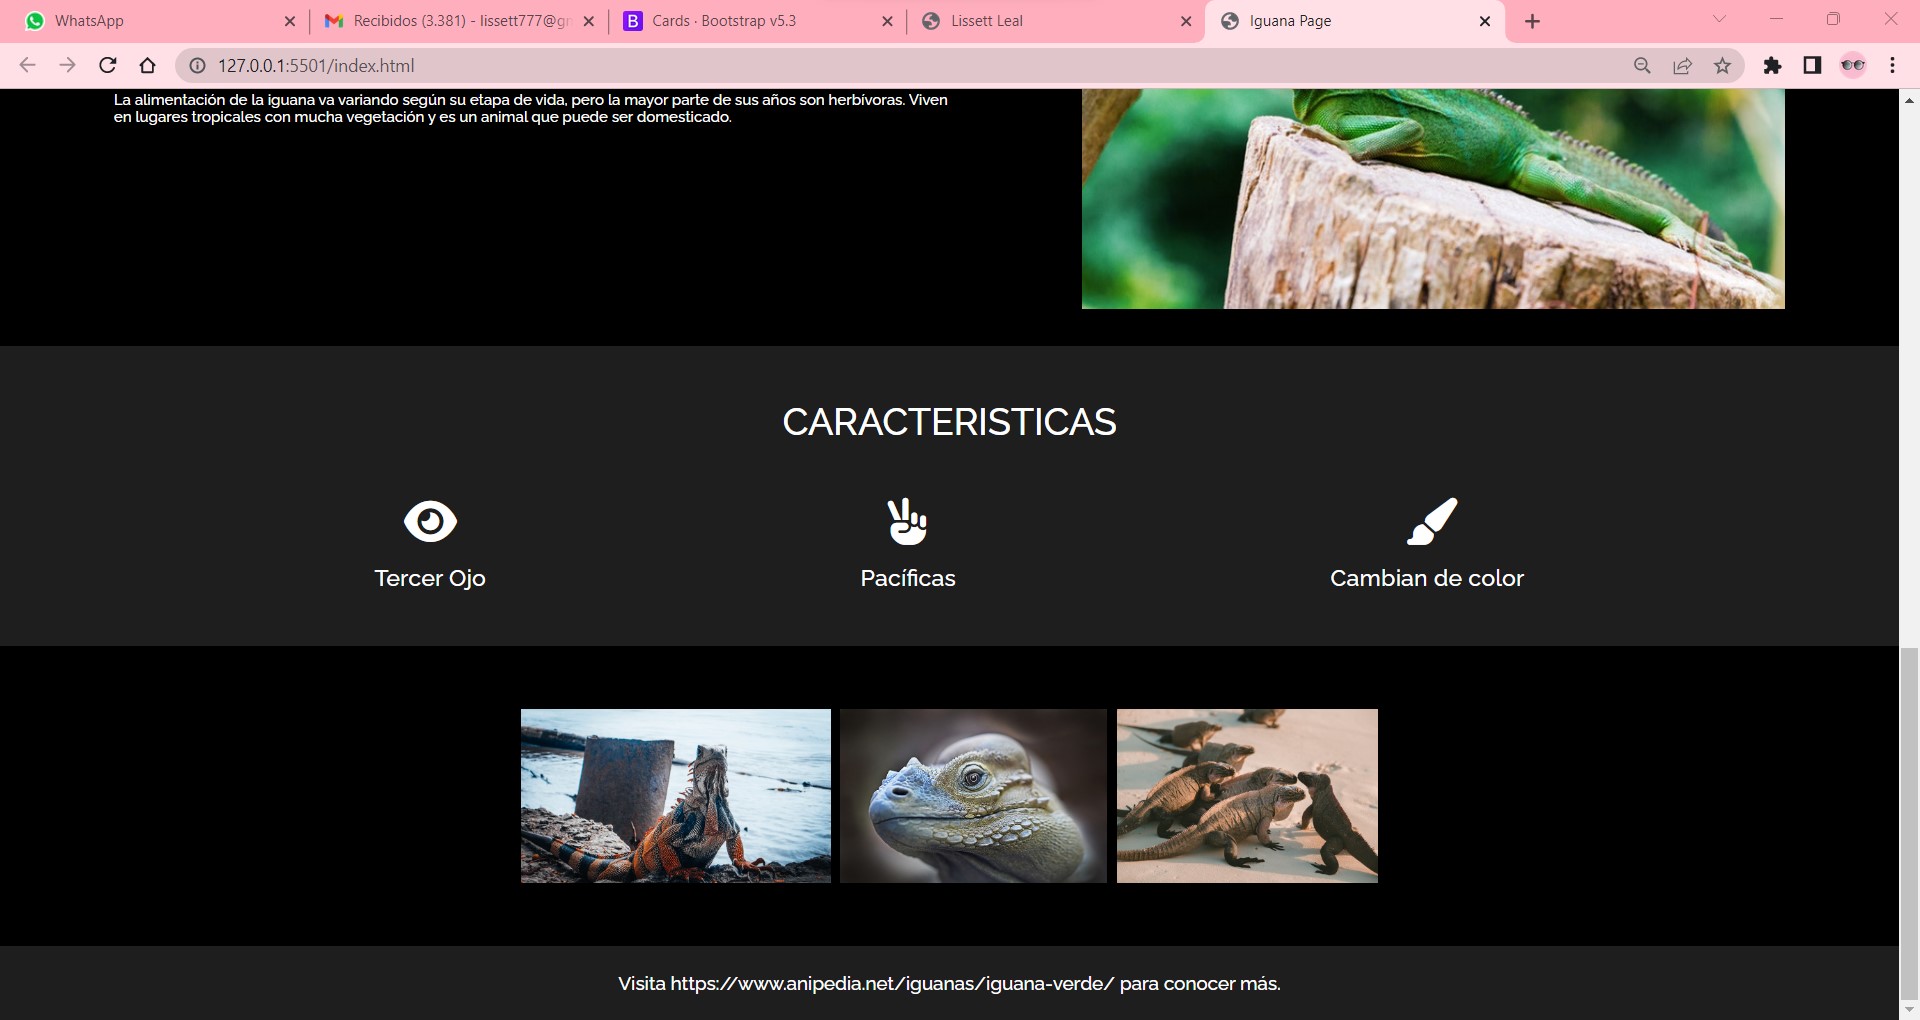 WhatsApp
Recibidos (3.381) - lissett777@gm
Cards · Bootstrap v5.3
Lissett Leal
Iguana Page
127.0.0.1:5501/index.html
La alimentación de la iguana va variando según su etapa de vida, pero la mayor parte de sus años son herbívoras. Viven
en lugares tropicales con mucha vegetación y es un animal que puede ser domesticado.
CARACTERISTICAS
Tercer Ojo
Pacíficas
Cambian de color
Visita https://www.anipedia.net/iguanas/iguana-verde/ para conocer más.